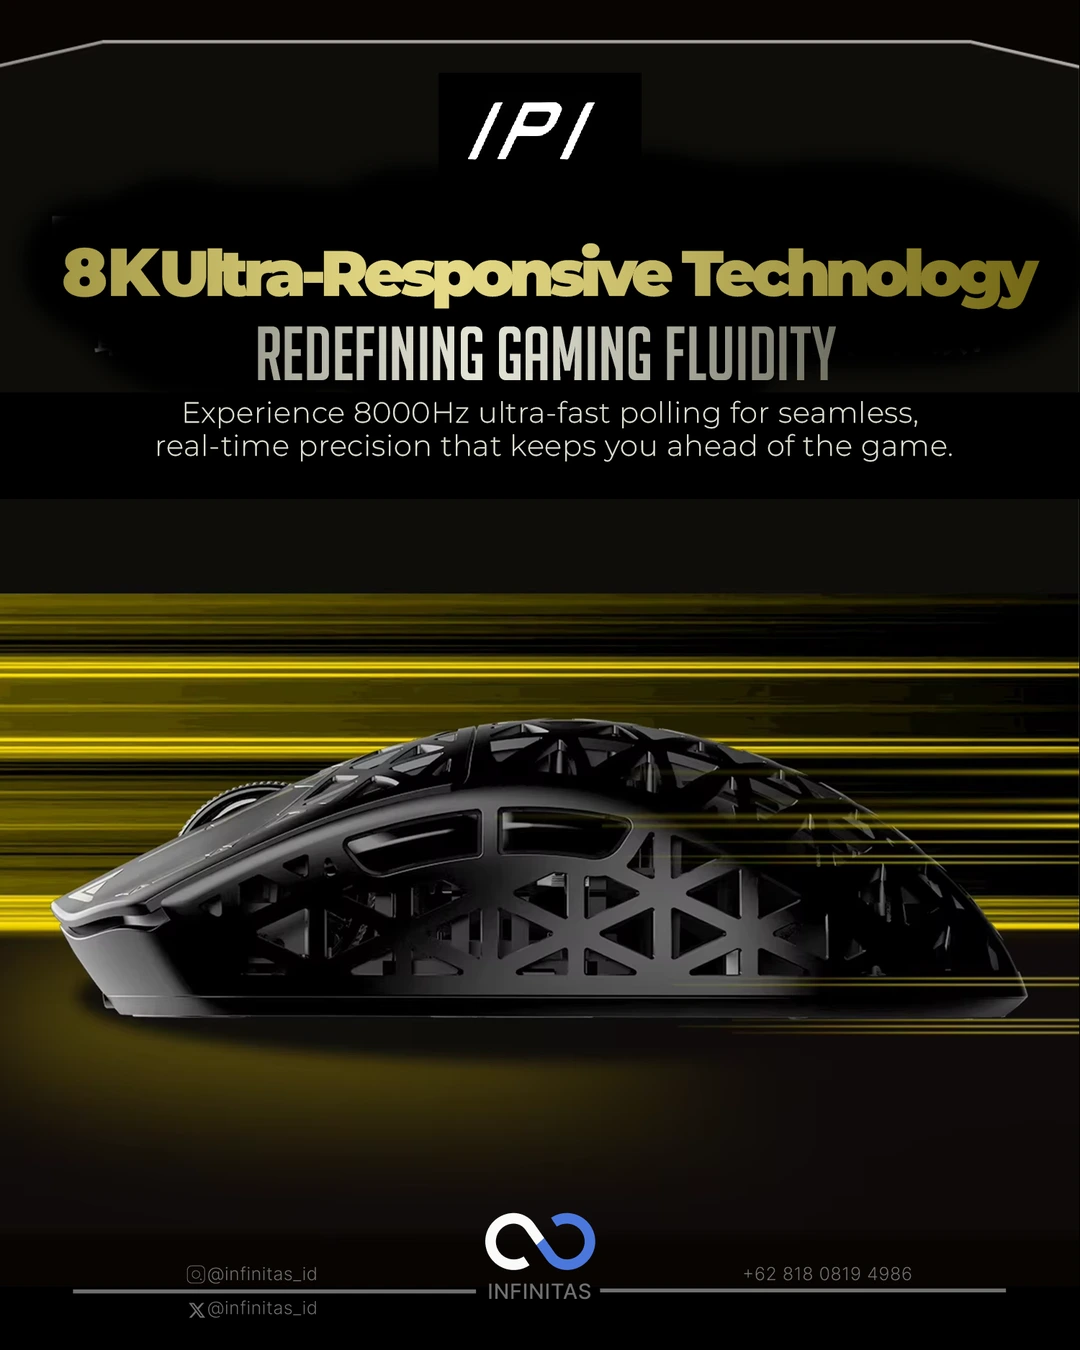 IPI
8K Ultra-Responsive Technology
REDEFINING GAMING FLUIDITY
Experience 8000Hz ultra-fast polling for seamless,
real-time precision that keeps you ahead of the game.
@infinitas_id
@infinitas_id
INFINITAS
+62 818 0819 4986